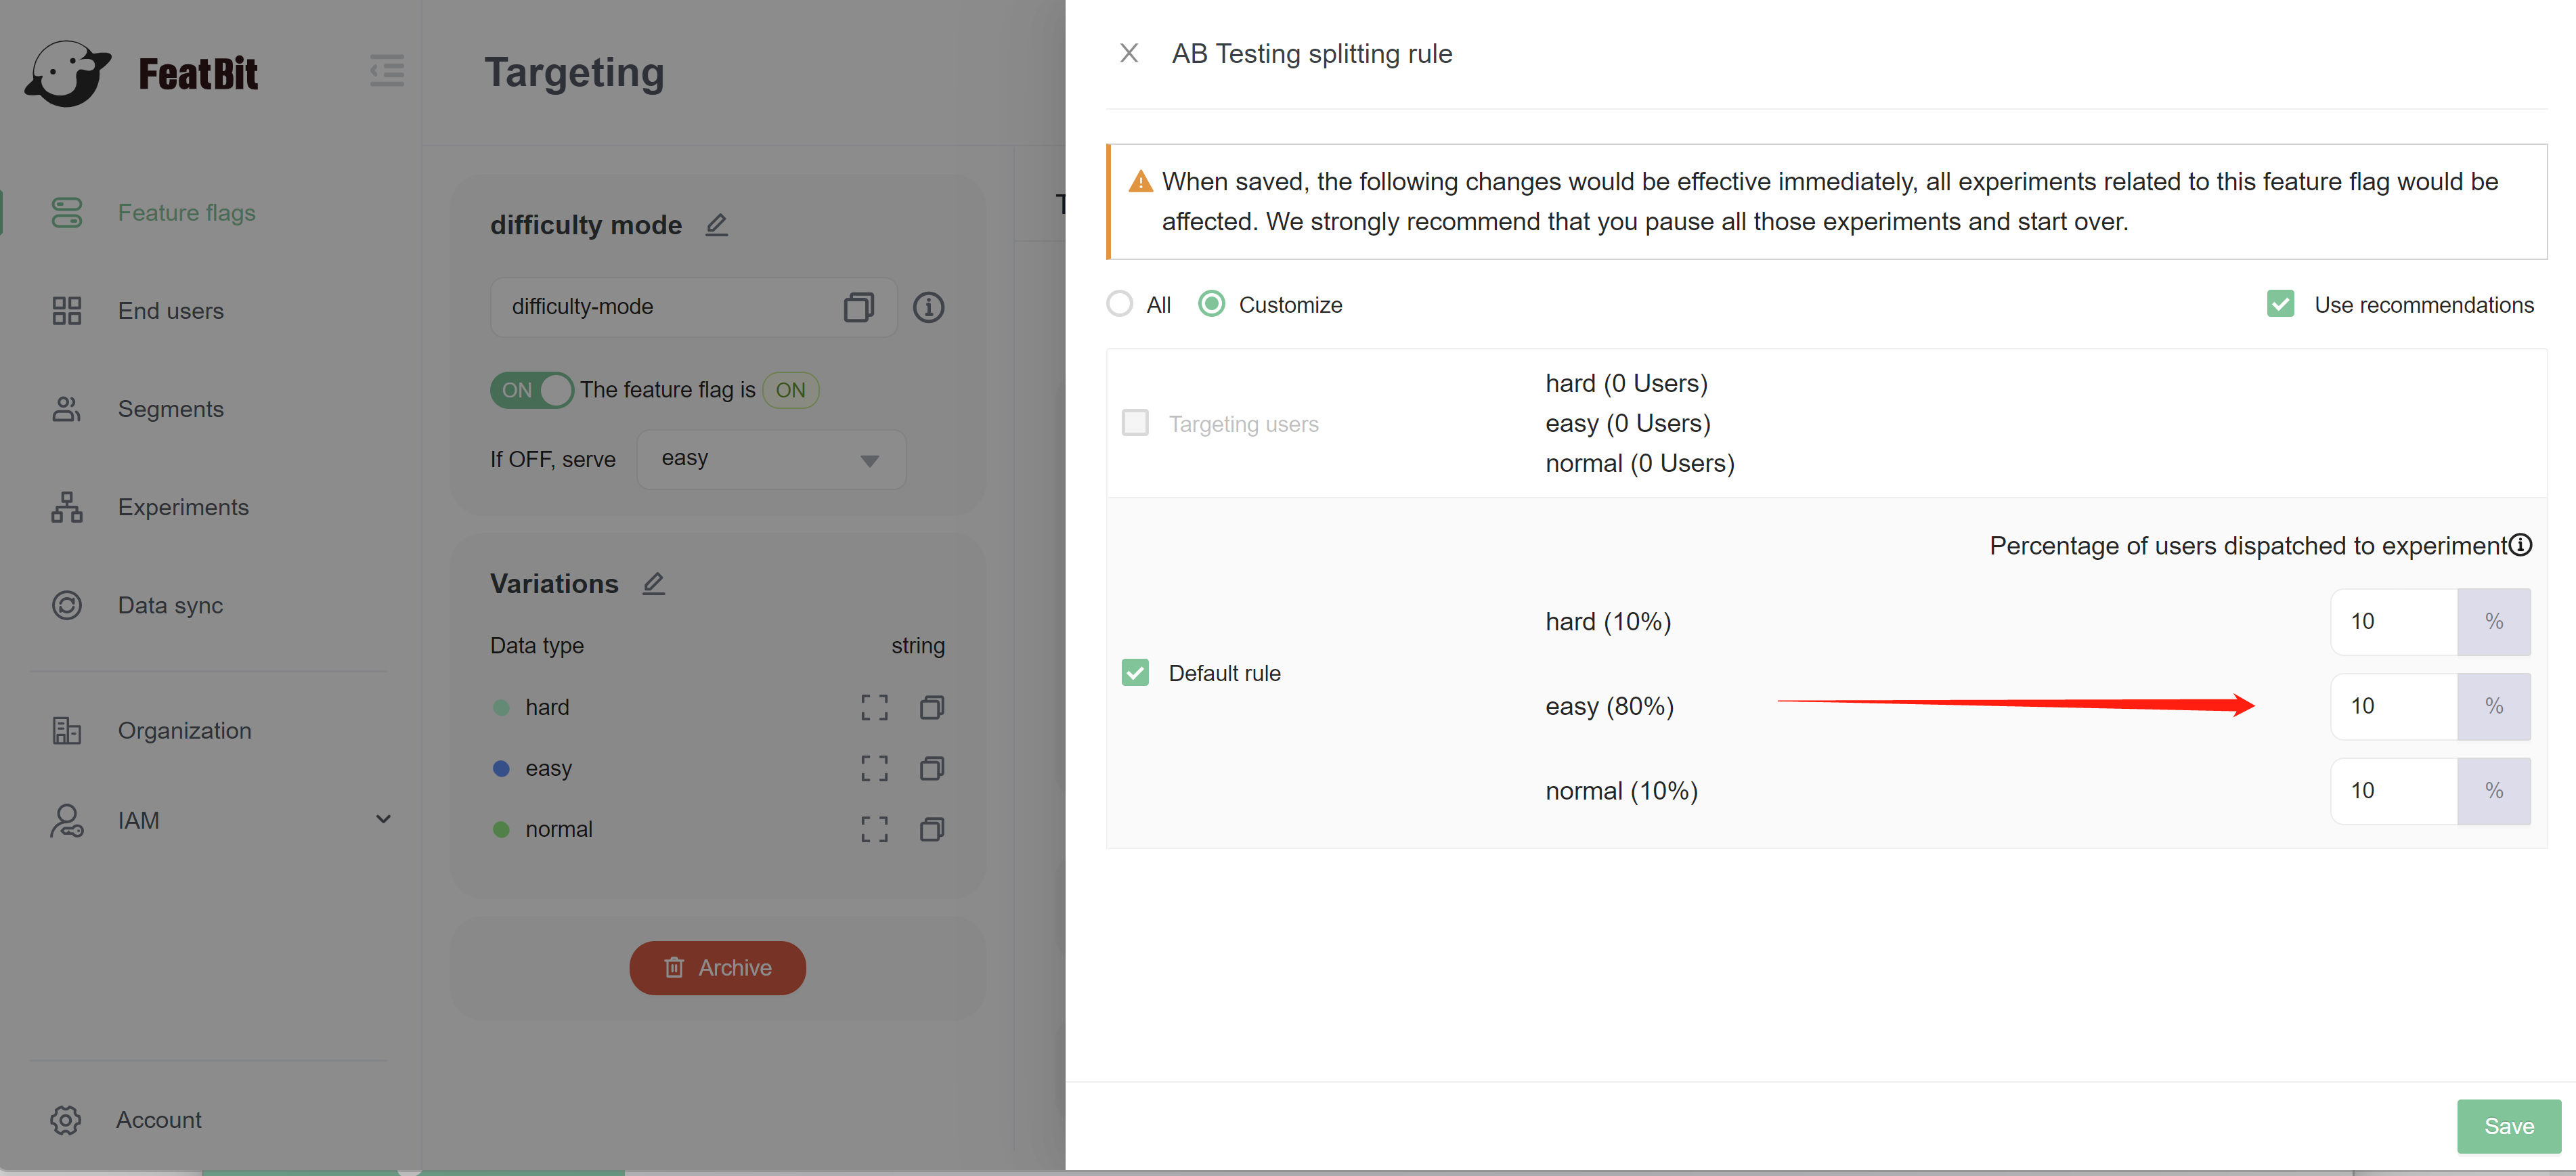 FeatBit
Feature flags
End users
Segments
Experiments
Data sync
Organization
IAM
Account
Targeting
difficulty mode
difficulty-mode
ON The feature flag is ON
If OFF, serve easy
Variations
Data type string
hard
easy
normal
Archive
T
AB Testing splitting rule
When saved, the following changes would be effective immediately, all experiments related to this feature flag would be
affected. We strongly recommend that you pause all those experiments and start over.
All Customize Use recommendations
Targeting users
hard (0 Users)
easy (0 Users)
normal (0 Users)
Percentage of users dispatched to experiment
Default rule
hard (10%) 10 %
easy (80%) 10 %
normal (10%) 10 %
Save